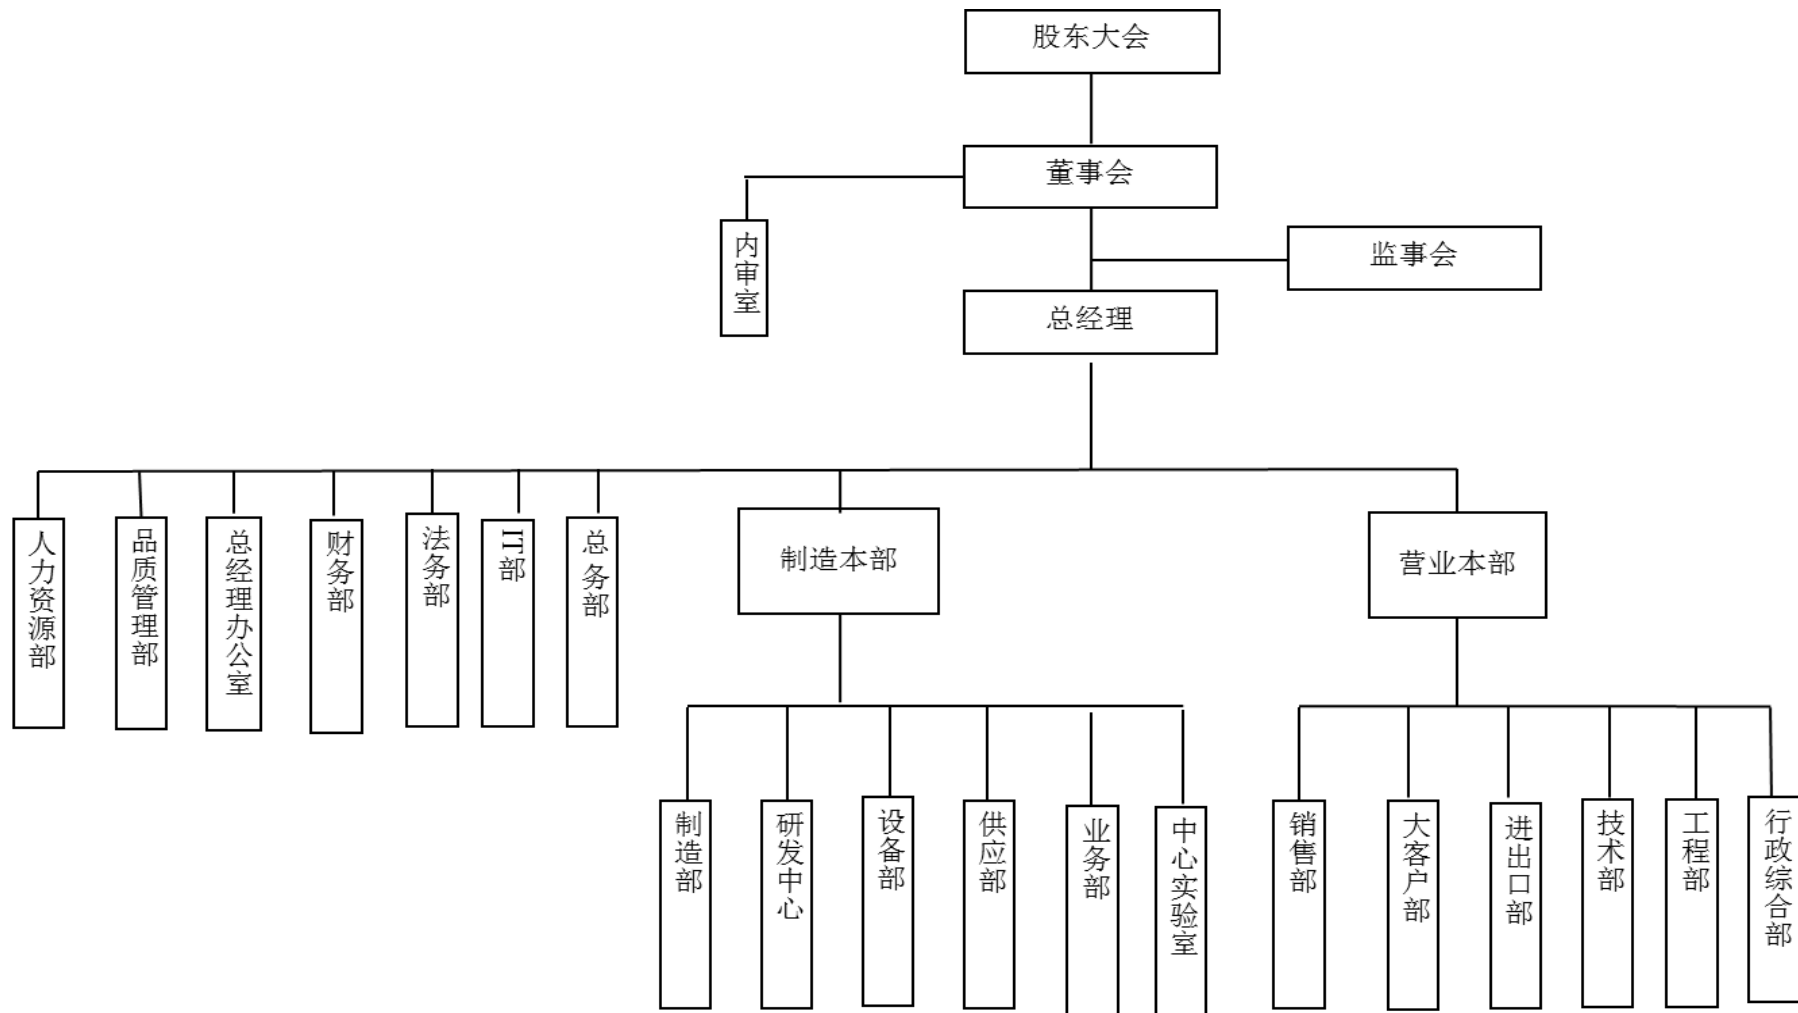 股东大会
董事会
内审室
监事会
总经理
人力资源部
品质管理部
总经理办公室
财务部
法务部
IT部
总务部
制造本部
营业本部
制造部
研发中心
设备部
供应部
业务部
中心实验室
销售部
大客户部
进出口部
技术部
工程部
行政综合部